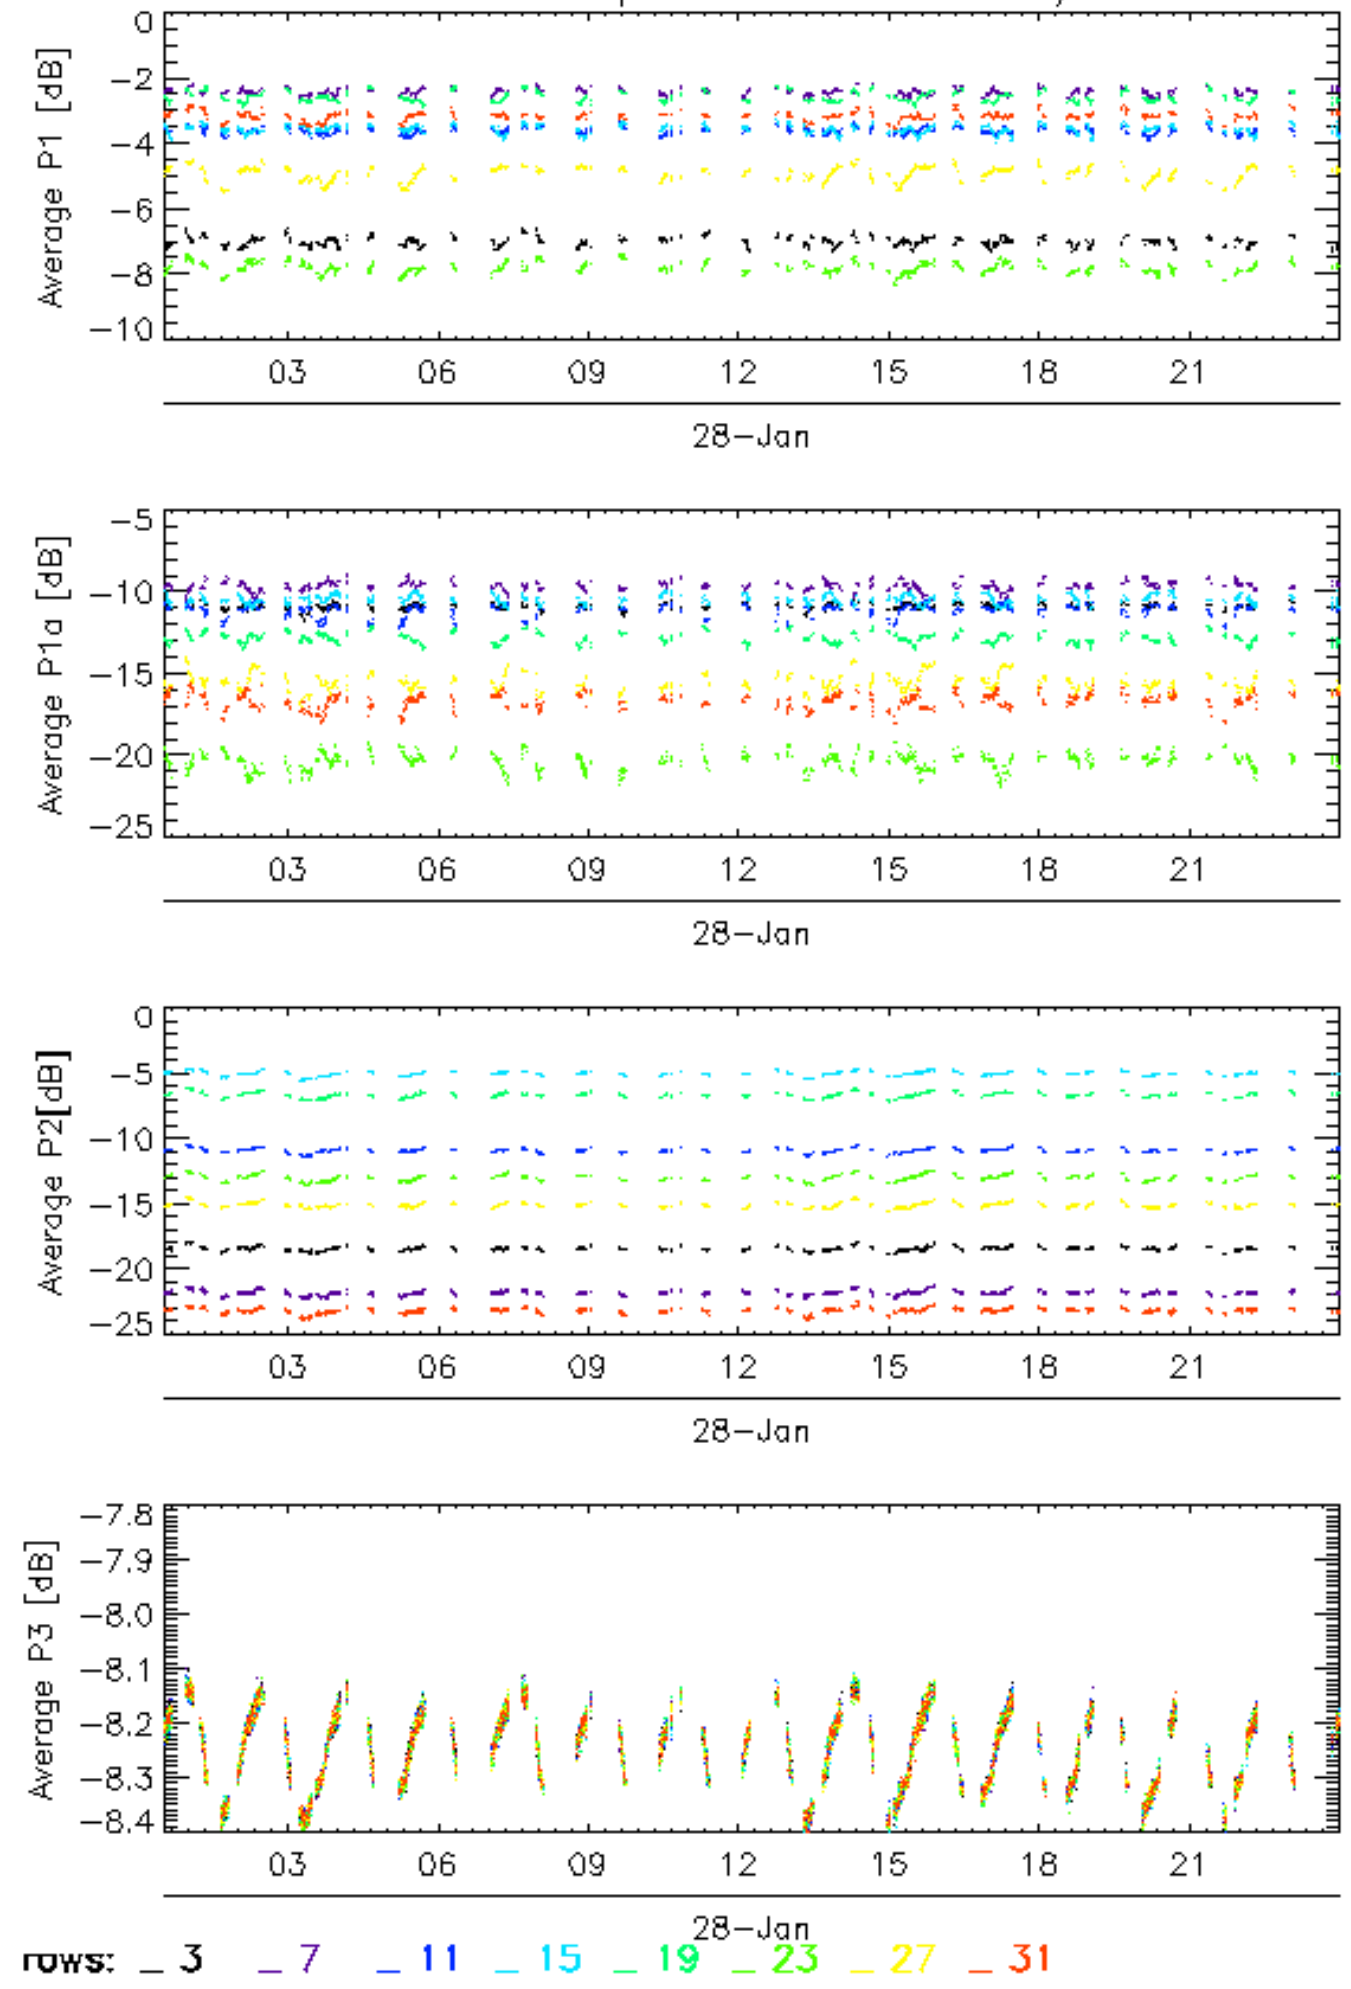 0
−2
−4
−6
−8
−10
Average P1 [dB]
03 06 09 12 15 18 21
28−Jan
−5
−10
−15
−20
−25
Average P1a [dB]
03 06 09 12 15 18 21
28−Jan
0
−5
−10
−15
−20
−25
Average P2[dB]
03 06 09 12 15 18 21
28−Jan
−7.8
−7.9
−8.0
−8.1
−8.2
−8.3
−8.4
Average P3 [dB]
03 06 09 12 15 18 21
28−Jan
rows: _ 3 _ 7 _ 11 _ 15 _ 19 _ 23 _ 27 _ 31